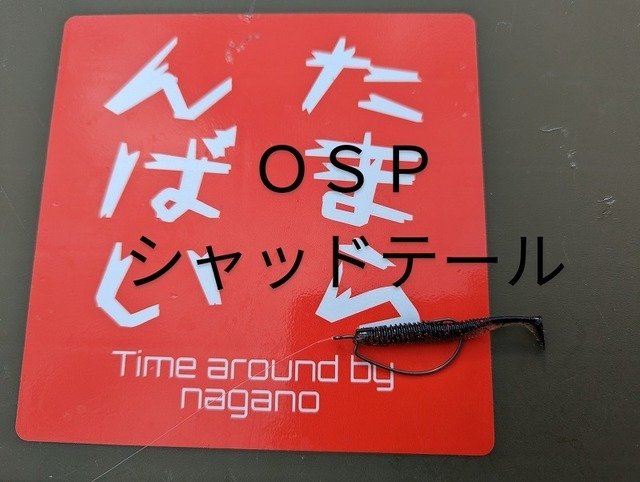 たまら
んばい
ＯＳＰ
シャッドテール
Time around by
nagano